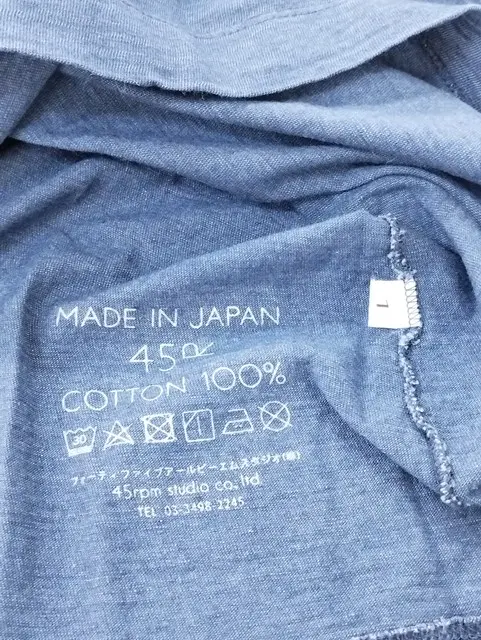 MADE IN JAPAN
45R
COTTON 100%
30
フォーティファイブアールピーエムスタジオ(株)
45rpm studio co.,ltd.
TEL 03-3498-2245
1